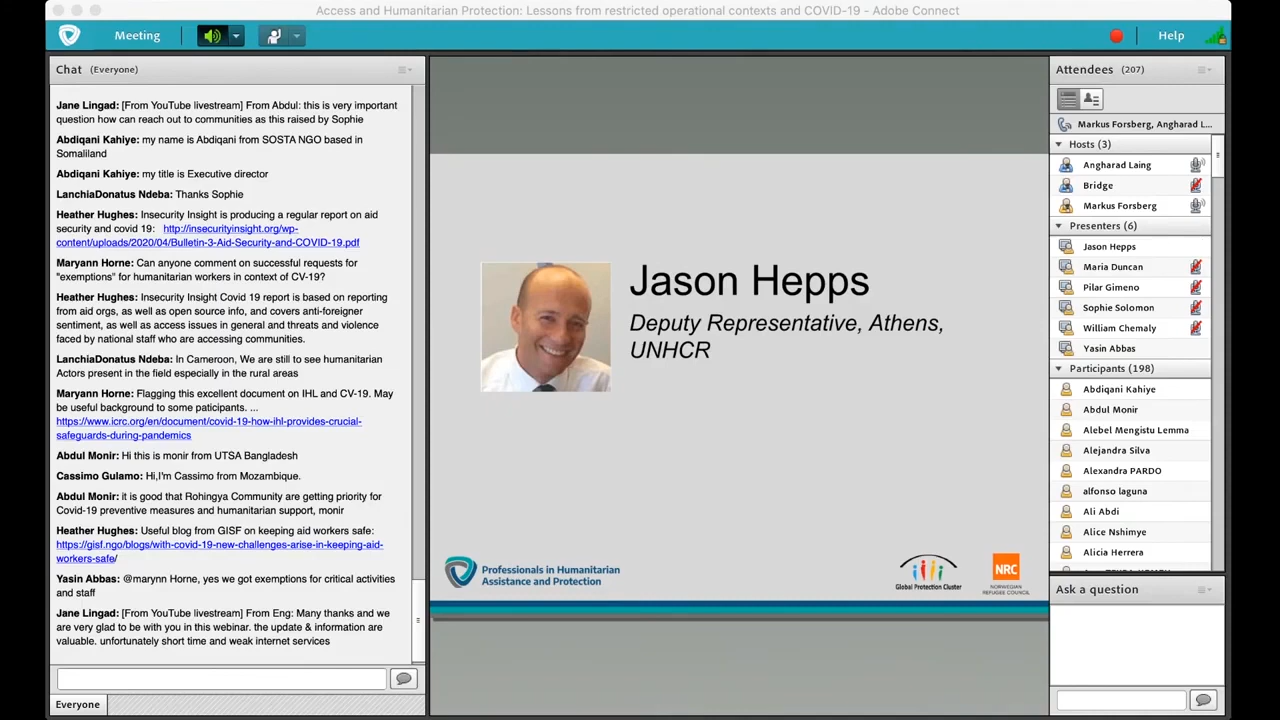 Access and Humanitarian Protection: Lessons from restricted operational contexts and COVID-19 - Adobe Connect
Meeting
Help
Chat (Everyone)
Jane Lingad: [From YouTube livestream] From Abdul: this is very important
question how can reach out to communities as this raised by Sophie
Abdiqani Kahiye: my name is Abdiqani from SOSTA NGO based in
Somaliland
Abdiqani Kahiye: my title is Executive director
LanchiaDonatus Ndeba: Thanks Sophie
Heather Hughes: Insecurity Insight is producing a regular report on aid
security and covid 19: http://insecurityinsight.org/wp-
content/uploads/2020/04/Bulletin-3-Aid-Security-and-COVID-19.pdf
Maryann Horne: Can anyone comment on successful requests for
"exemptions" for humanitarian workers in context of CV-19?
Heather Hughes: Insecurity Insight Covid 19 report is based on reporting
from aid orgs, as well as open source info, and covers anti-foreigner
sentiment, as well as access issues in general and threats and violence
faced by national staff who are accessing communities.
LanchiaDonatus Ndeba: In Cameroon, We are still to see humanitarian
Actors present in the field especially in the rural areas
Maryann Horne: Flagging this excellent document on IHL and CV-19. May
be useful background to some paticipants. ...
https://www.icrc.org/en/document/covid-19-how-ihl-provides-crucial-
safeguards-during-pandemics
Abdul Monir: Hi this is monir from UTSA Bangladesh
Cassimo Gulamo: Hi,I'm Cassimo from Mozambique.
Abdul Monir: it is good that Rohingya Community are getting priority for
Covid-19 preventive measures and humanitarian support, monir
Heather Hughes: Useful blog from GISF on keeping aid workers safe:
https://gisf.ngo/blogs/with-covid-19-new-challenges-arise-in-keeping-aid-
workers-safe/
Yasin Abbas: @marynn Horne, yes we got exemptions for critical activities
and staff
Jane Lingad: [From YouTube livestream] From Eng: Many thanks and we
are very glad to be with you in this webinar. the update & information are
valuable. unfortunately short time and weak internet services
Everyone
Jason Hepps
Deputy Representative, Athens,
UNHCR
Professionals in Humanitarian
Assistance and Protection
Global Protection Cluster
NRC
NORWEGIAN
REFUGEE COUNCIL
Attendees (207)
Markus Forsberg, Angharad L...
Hosts (3)
Angharad Laing
Bridge
Markus Forsberg
Presenters (6)
Jason Hepps
Maria Duncan
Pilar Gimeno
Sophie Solomon
William Chemaly
Yasin Abbas
Participants (198)
Abdiqani Kahiye
Abdul Monir
Alebel Mengistu Lemma
Alejandra Silva
Alexandra PARDO
alfonso laguna
Ali Abdi
Alice Nshimye
Alicia Herrera
Ask a question